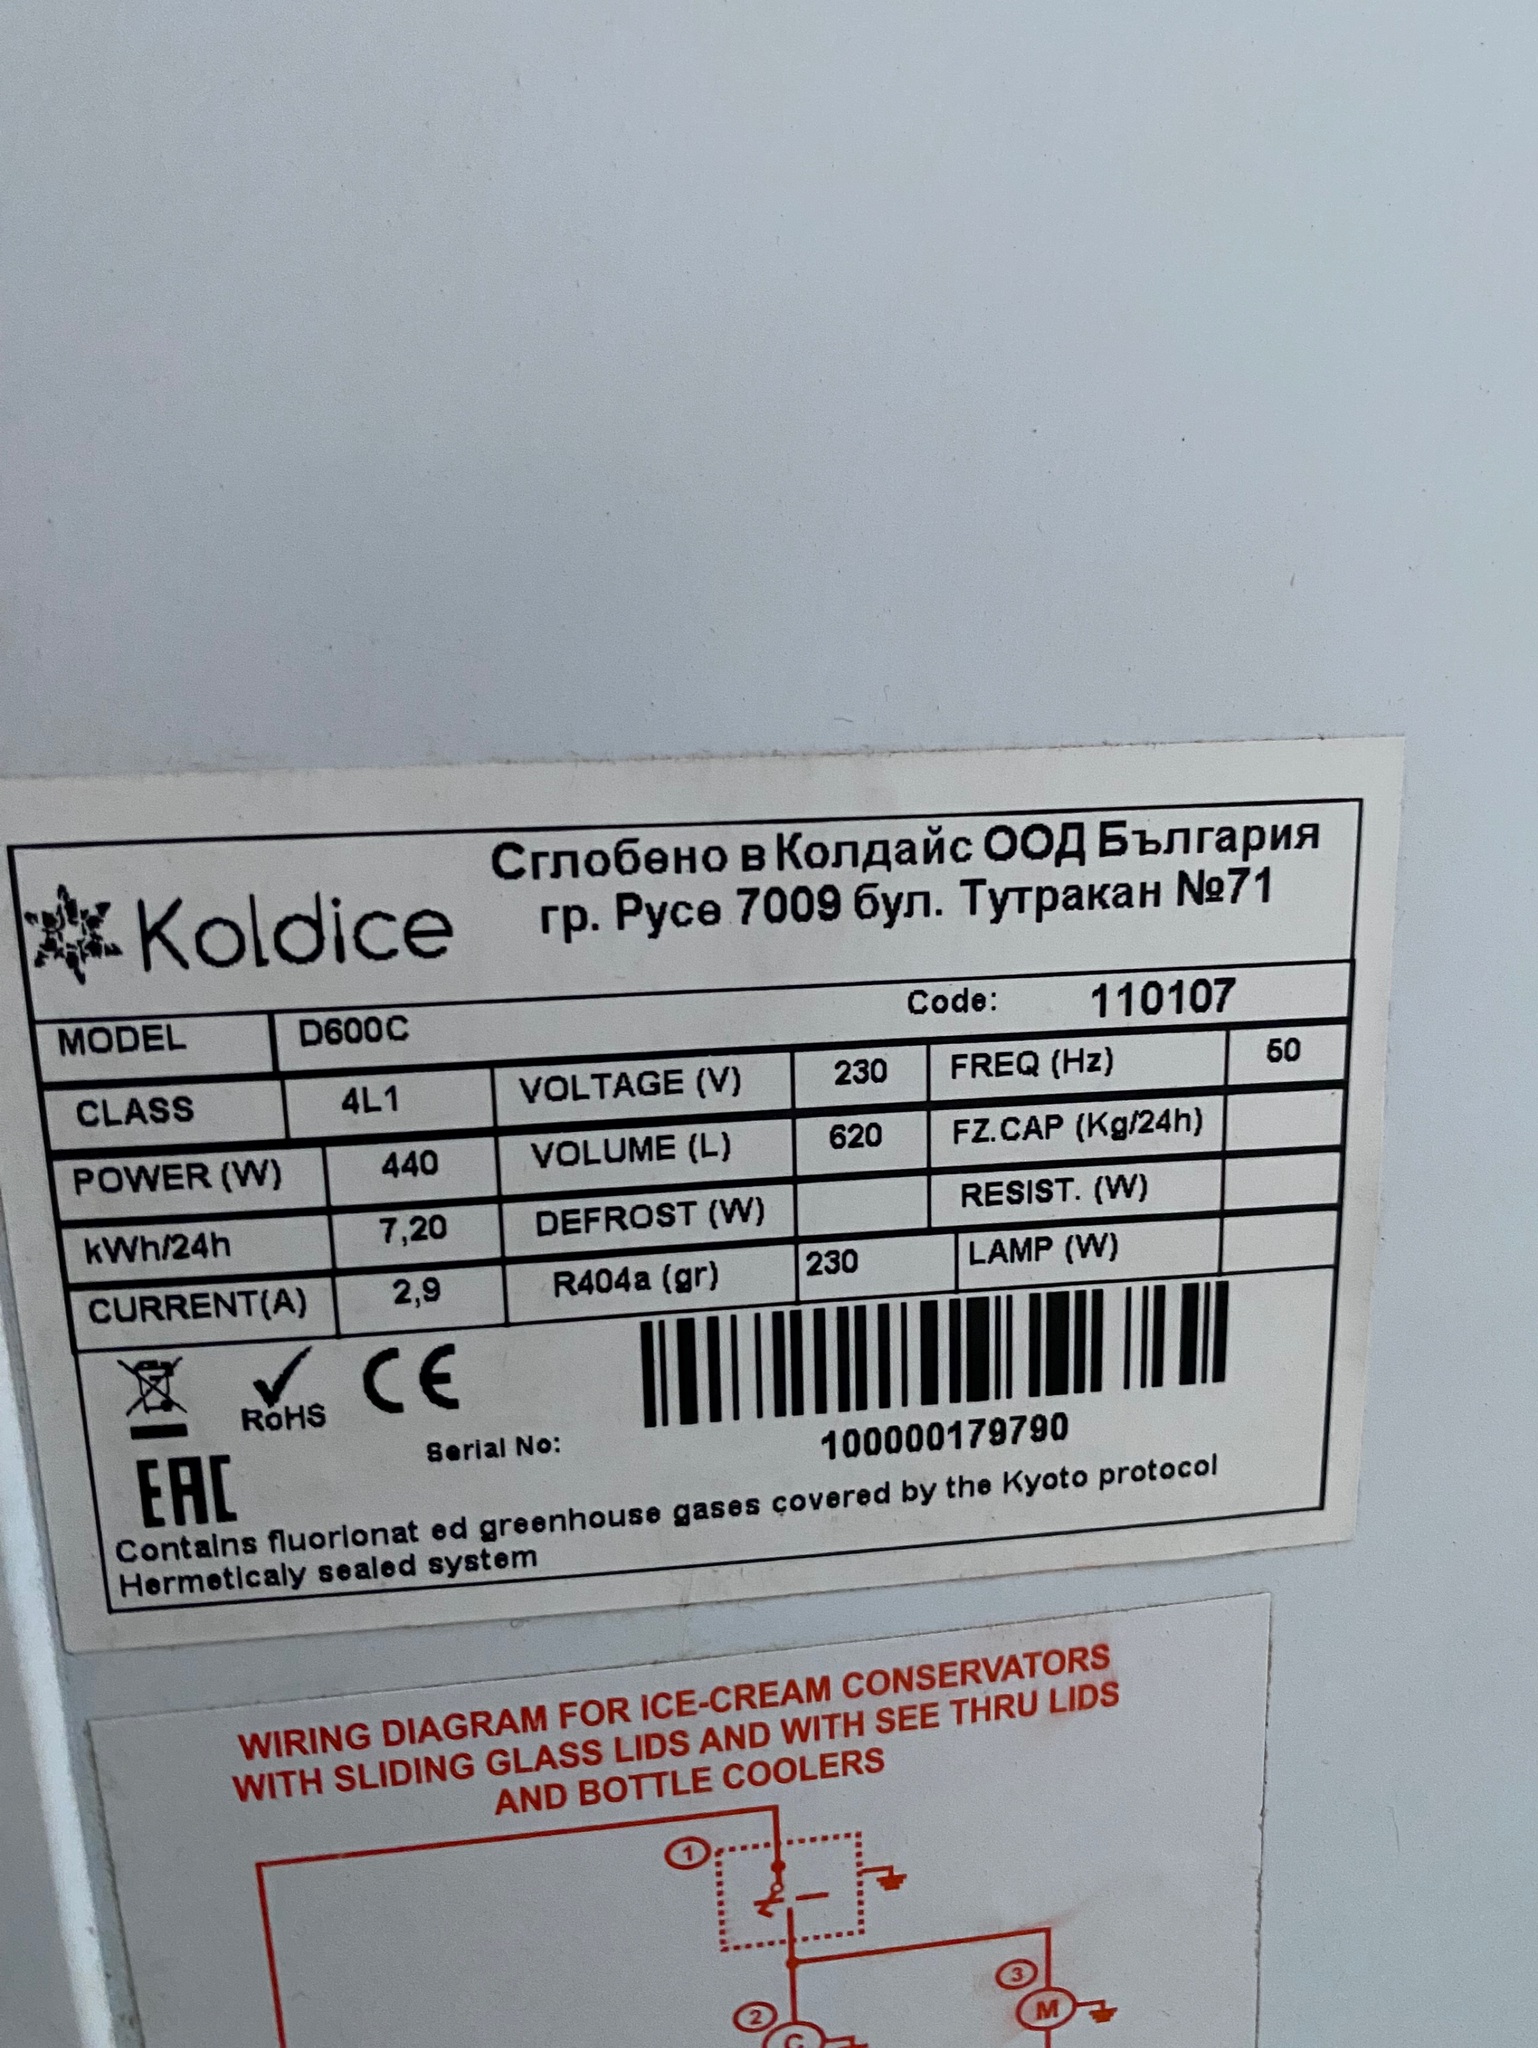 Koldice
Сглобено в Колдайс ООД България
гр. Русе 7009 бул. Тутракан №71
MODEL D600C Code: 110107
CLASS 4L1 VOLTAGE (V) 230 FREQ (Hz) 50
POWER (W) 440 VOLUME (L) 620 FZ.CAP (Kg/24h)
kWh/24h 7,20 DEFROST (W) RESIST. (W)
CURRENT(A) 2,9 R404a (gr) 230 LAMP (W)
RoHS CE
EAC
Serial No: 100000179790
Contains fluorionat ed greenhouse gases covered by the Kyoto protocol
Hermeticaly sealed system
WIRING DIAGRAM FOR ICE-CREAM CONSERVATORS
WITH SLIDING GLASS LIDS AND WITH SEE THRU LIDS
AND BOTTLE COOLERS
1
3
M
2
C